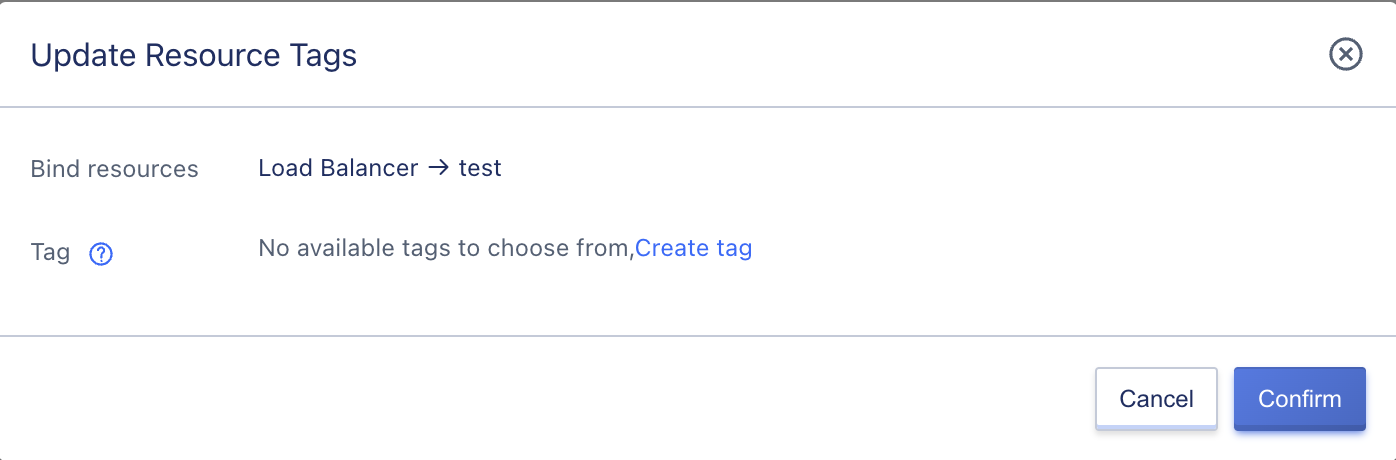 Update Resource Tags
Bind resources Load Balancer → test
Tag ? No available tags to choose from,Create tag
Cancel Confirm